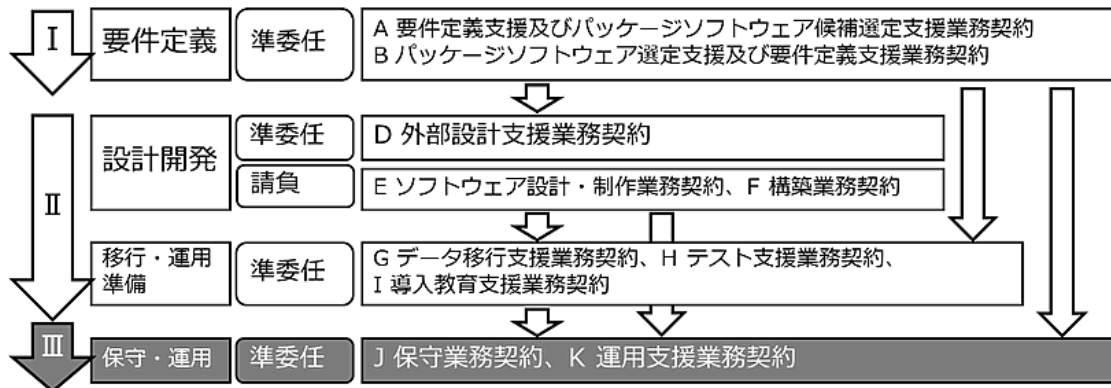 Ⅰ
要件定義
準委任
A 要件定義支援及びパッケージソフトウェア候補選定支援業務契約
B パッケージソフトウェア選定支援及び要件定義支援業務契約
Ⅱ
設計開発
準委任
D 外部設計支援業務契約
請負
E ソフトウェア設計・制作業務契約、F 構築業務契約
移行・運用
準備
準委任
G データ移行支援業務契約、H テスト支援業務契約、
I 導入教育支援業務契約
Ⅲ
保守・運用
準委任
J 保守業務契約、K 運用支援業務契約